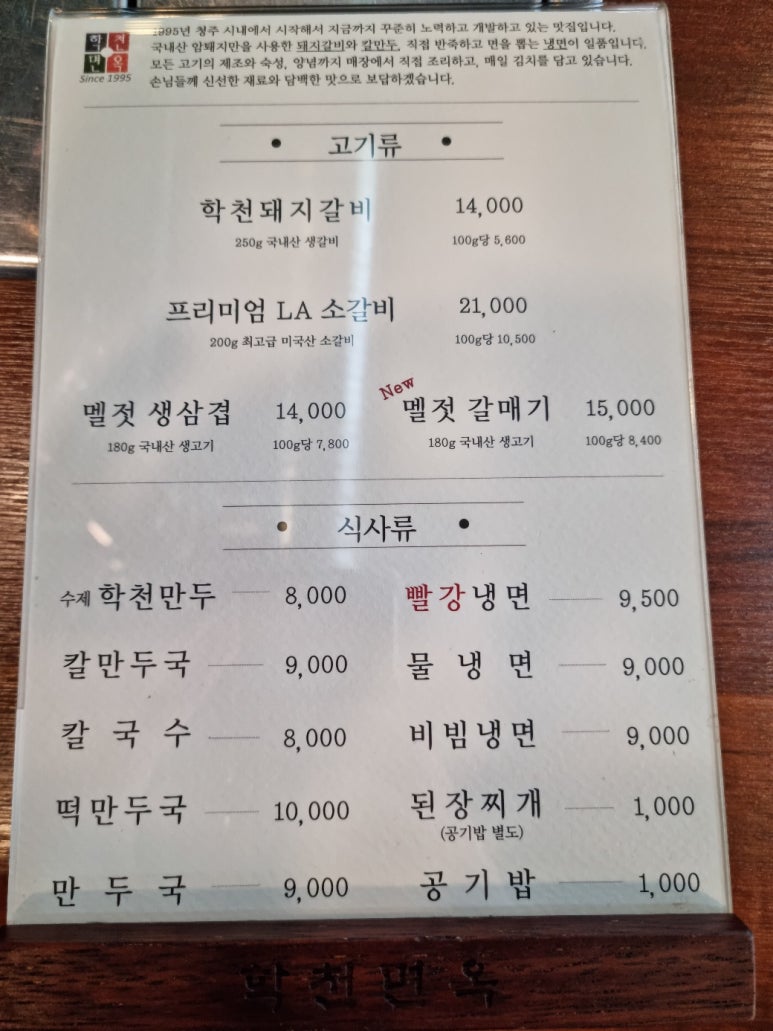 학천
면옥
Since 1995
1995년 청주 시내에서 시작해서 지금까지 꾸준히 노력하고 개발하고 있는 맛집입니다.
국내산 암퇘지만을 사용한 돼지갈비와 칼만두, 직접 반죽하고 면을 뽑는 냉면이 일품입니다.
모든 고기의 제조와 숙성, 양념까지 매장에서 직접 조리하고, 매일 김치를 담고 있습니다.
손님들께 신선한 재료와 담백한 맛으로 보답하겠습니다.
고기류
학천돼지갈비 14,000
250g 국내산 생갈비 100g당 5,600
프리미엄 LA 소갈비 21,000
200g 최고급 미국산 소갈비 100g당 10,500
New
멜젓 생삼겹 14,000 멜젓 갈매기 15,000
180g 국내산 생고기 100g당 7,800 180g 국내산 생고기 100g당 8,400
식사류
수제 학천만두 8,000 빨강냉면 9,500
칼만두국 9,000 물냉면 9,000
칼국수 8,000 비빔냉면 9,000
떡만두국 10,000 된장찌개 1,000
(공기밥 별도)
만두국 9,000 공기밥 1,000
학천면옥